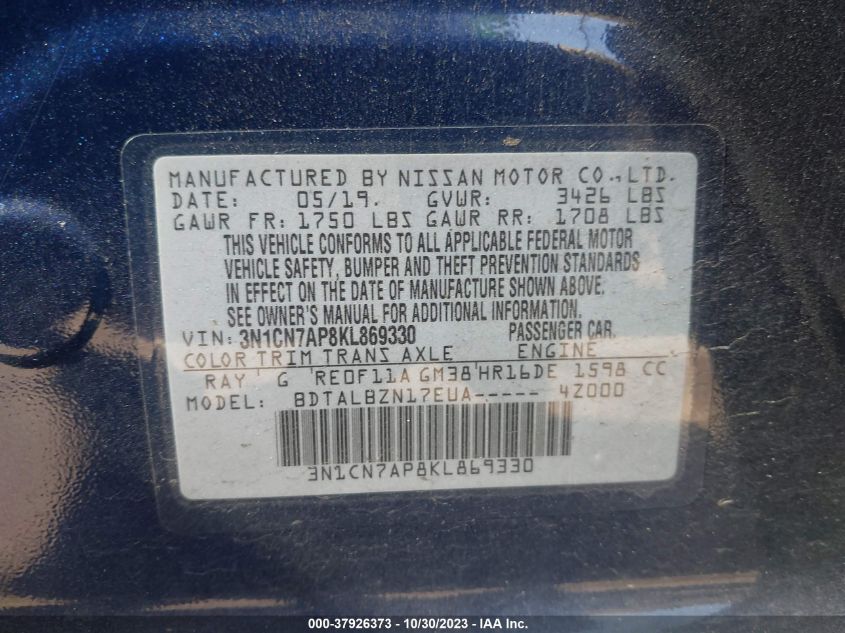 MANUFACTURED BY NISSAN MOTOR CO.,LTD.
DATE: 05/19. GVWR: 3426 LBS
GAWR FR: 1750 LBS GAWR RR: 1708 LBS
THIS VEHICLE CONFORMS TO ALL APPLICABLE FEDERAL MOTOR
VEHICLE SAFETY, BUMPER AND THEFT PREVENTION STANDARDS
IN EFFECT ON THE DATE OF MANUFACTURE SHOWN ABOVE.
SEE OWNER'S MANUAL FOR ADDITIONAL INFORMATION.
VIN: 3N1CN7AP8KL869330 PASSENGER CAR.
COLOR TRIM TRANS AXLE ENGINE
RAY G RE0F11A GM38 HR16DE 1598 CC
MODEL: BDTALBZN17EUA----- 4Z000
3N1CN7AP8KL869330
000-37926373 - 10/30/2023 - IAA Inc.